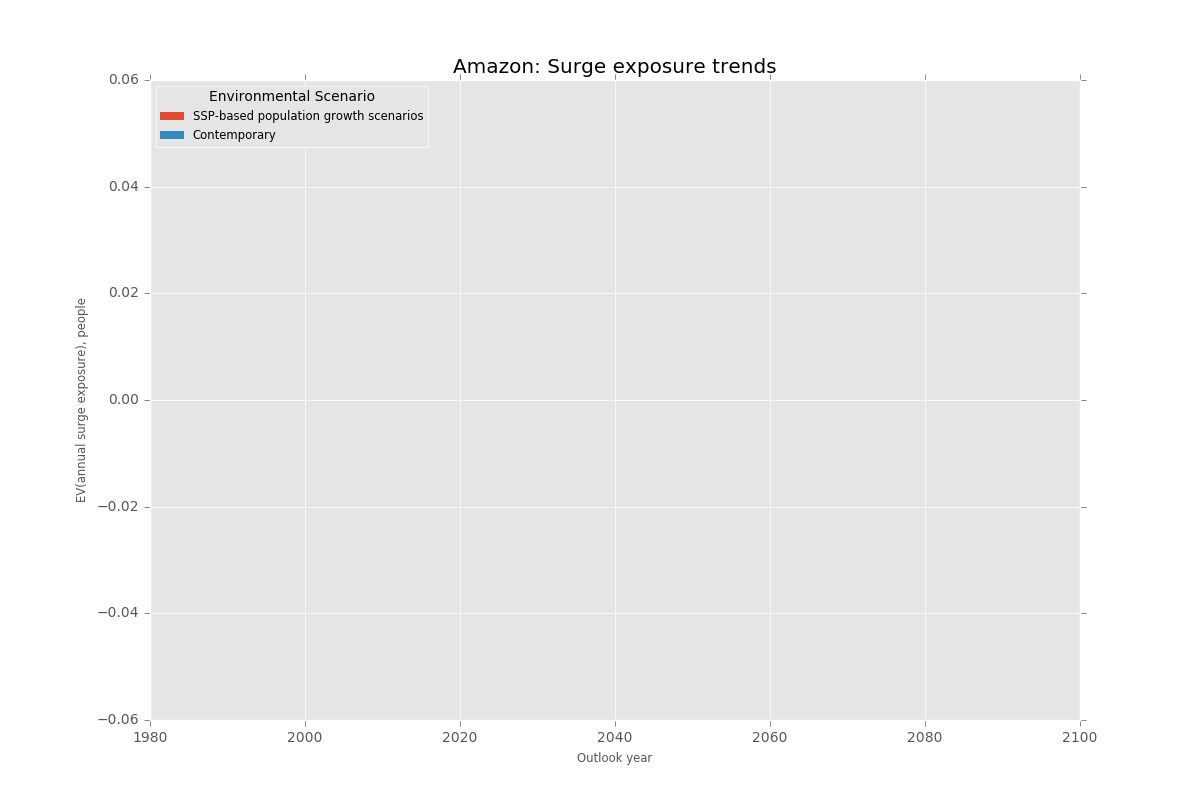 Amazon: Surge exposure trends
Environmental Scenario
SSP-based population growth scenarios
Contemporary
0.06
0.04
0.02
0.00
−0.02
−0.04
−0.06
EV(annual surge exposure), people
1980 2000 2020 2040 2060 2080 2100
Outlook year